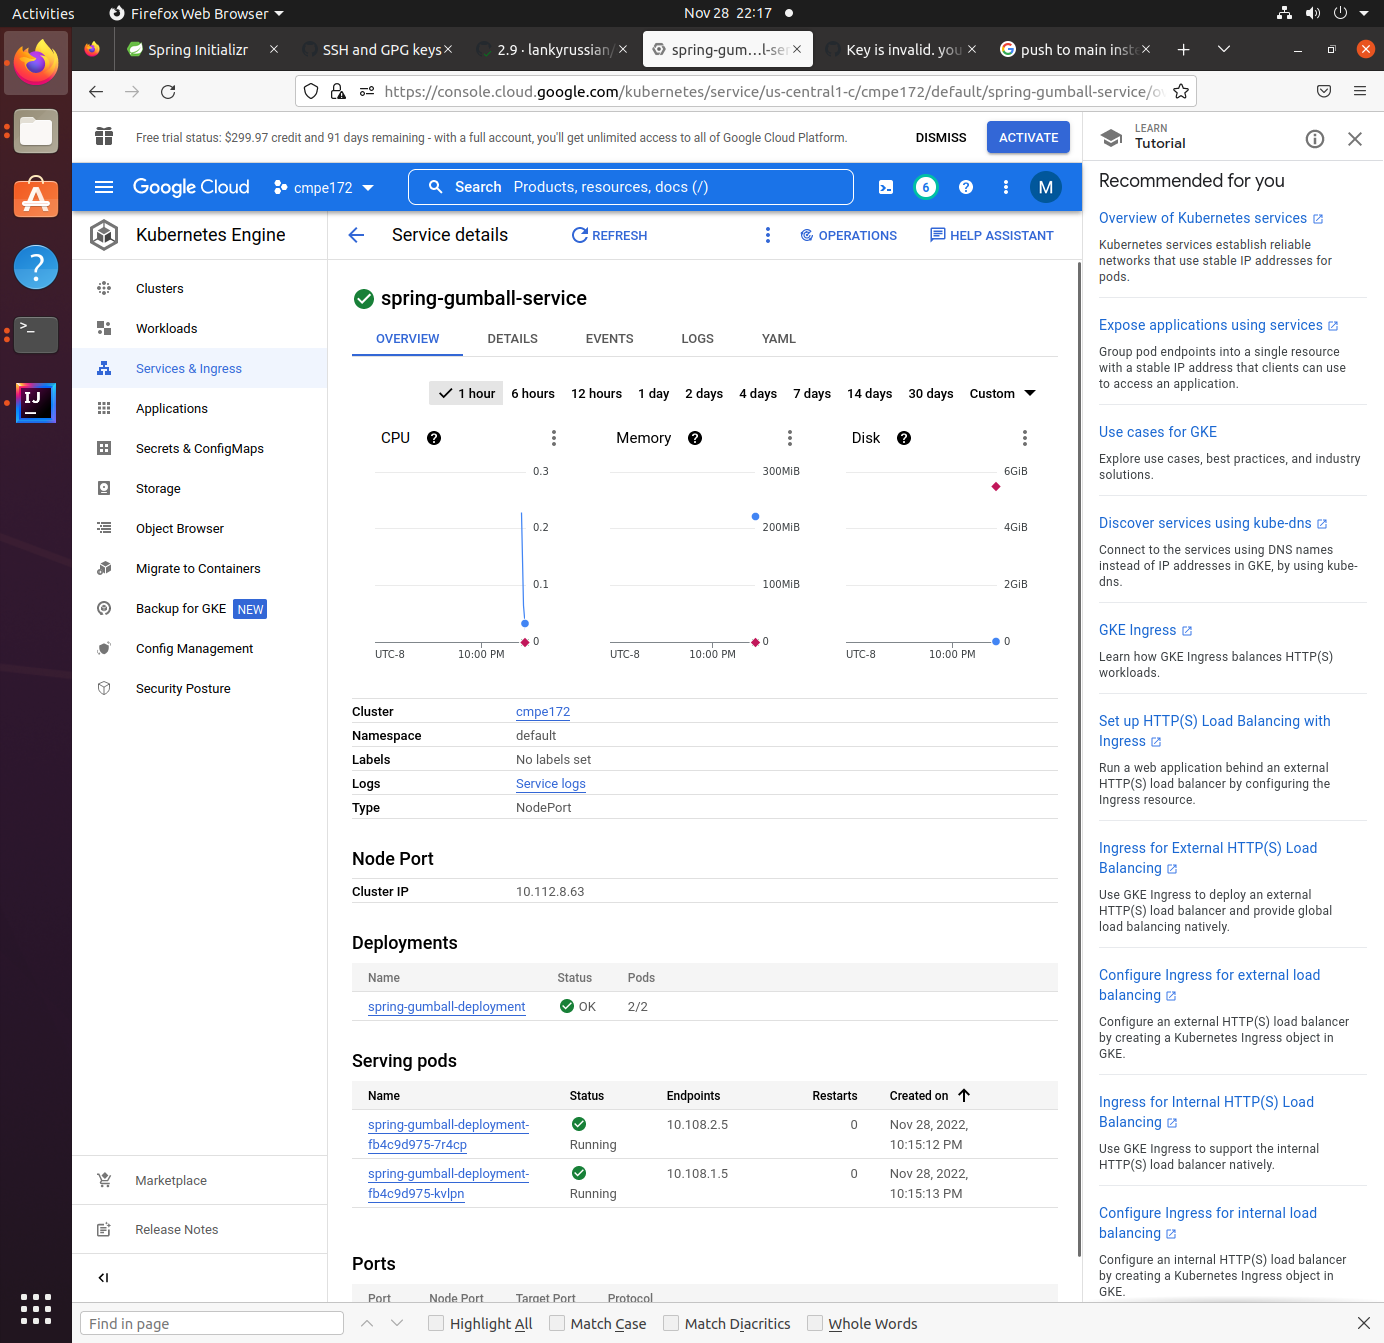 Activities
Firefox Web Browser
Nov 28 22:17
Spring Initializr
SSH and GPG keys
2.9 · lankyrussian/
spring-gum...l-ser
Key is invalid. you
push to main inste
https://console.cloud.google.com/kubernetes/service/us-central1-c/cmpe172/default/spring-gumball-service/ov
Free trial status: $299.97 credit and 91 days remaining - with a full account, you'll get unlimited access to all of Google Cloud Platform.
DISMISS
ACTIVATE
LEARN
Tutorial
Google Cloud
cmpe172
Search Products, resources, docs (/)
6
?
M
Kubernetes Engine
Service details
REFRESH
OPERATIONS
HELP ASSISTANT
Clusters
Workloads
Services & Ingress
Applications
Secrets & ConfigMaps
Storage
Object Browser
Migrate to Containers
Backup for GKE NEW
Config Management
Security Posture
Marketplace
Release Notes
spring-gumball-service
OVERVIEW
DETAILS
EVENTS
LOGS
YAML
1 hour
6 hours
12 hours
1 day
2 days
4 days
7 days
14 days
30 days
Custom
CPU
0.3
0.2
0.1
0
UTC-8
10:00 PM
Memory
300MiB
200MiB
100MiB
0
UTC-8
10:00 PM
Disk
6GiB
4GiB
2GiB
0
UTC-8
10:00 PM
Cluster cmpe172
Namespace default
Labels No labels set
Logs Service logs
Type NodePort
Node Port
Cluster IP 10.112.8.63
Deployments
Name Status Pods
spring-gumball-deployment OK 2/2
Serving pods
Name Status Endpoints Restarts Created on
spring-gumball-deployment- 10.108.2.5 0 Nov 28, 2022,
fb4c9d975-7r4cp Running 10:15:12 PM
spring-gumball-deployment- 10.108.1.5 0 Nov 28, 2022,
fb4c9d975-kvlpn Running 10:15:13 PM
Ports
Port Node Port Target Port Protocol
Recommended for you
Overview of Kubernetes services
Kubernetes services establish reliable
networks that use stable IP addresses for
pods.
Expose applications using services
Group pod endpoints into a single resource
with a stable IP address that clients can use
to access an application.
Use cases for GKE
Explore use cases, best practices, and industry
solutions.
Discover services using kube-dns
Connect to the services using DNS names
instead of IP addresses in GKE, by using kube-
dns.
GKE Ingress
Learn how GKE Ingress balances HTTP(S)
workloads.
Set up HTTP(S) Load Balancing with
Ingress
Run a web application behind an external
HTTP(S) load balancer by configuring the
Ingress resource.
Ingress for External HTTP(S) Load
Balancing
Use GKE Ingress to deploy an external
HTTP(S) load balancer and provide global
load balancing natively.
Configure Ingress for external load
balancing
Configure an external HTTP(S) load balancer
by creating a Kubernetes Ingress object in
GKE.
Ingress for Internal HTTP(S) Load
Balancing
Use GKE Ingress to support the internal
HTTP(S) load balancer natively.
Configure Ingress for internal load
balancing
Configure an internal HTTP(S) load balancer
by creating a Kubernetes Ingress object in
GKE.
Find in page
Highlight All
Match Case
Match Diacritics
Whole Words